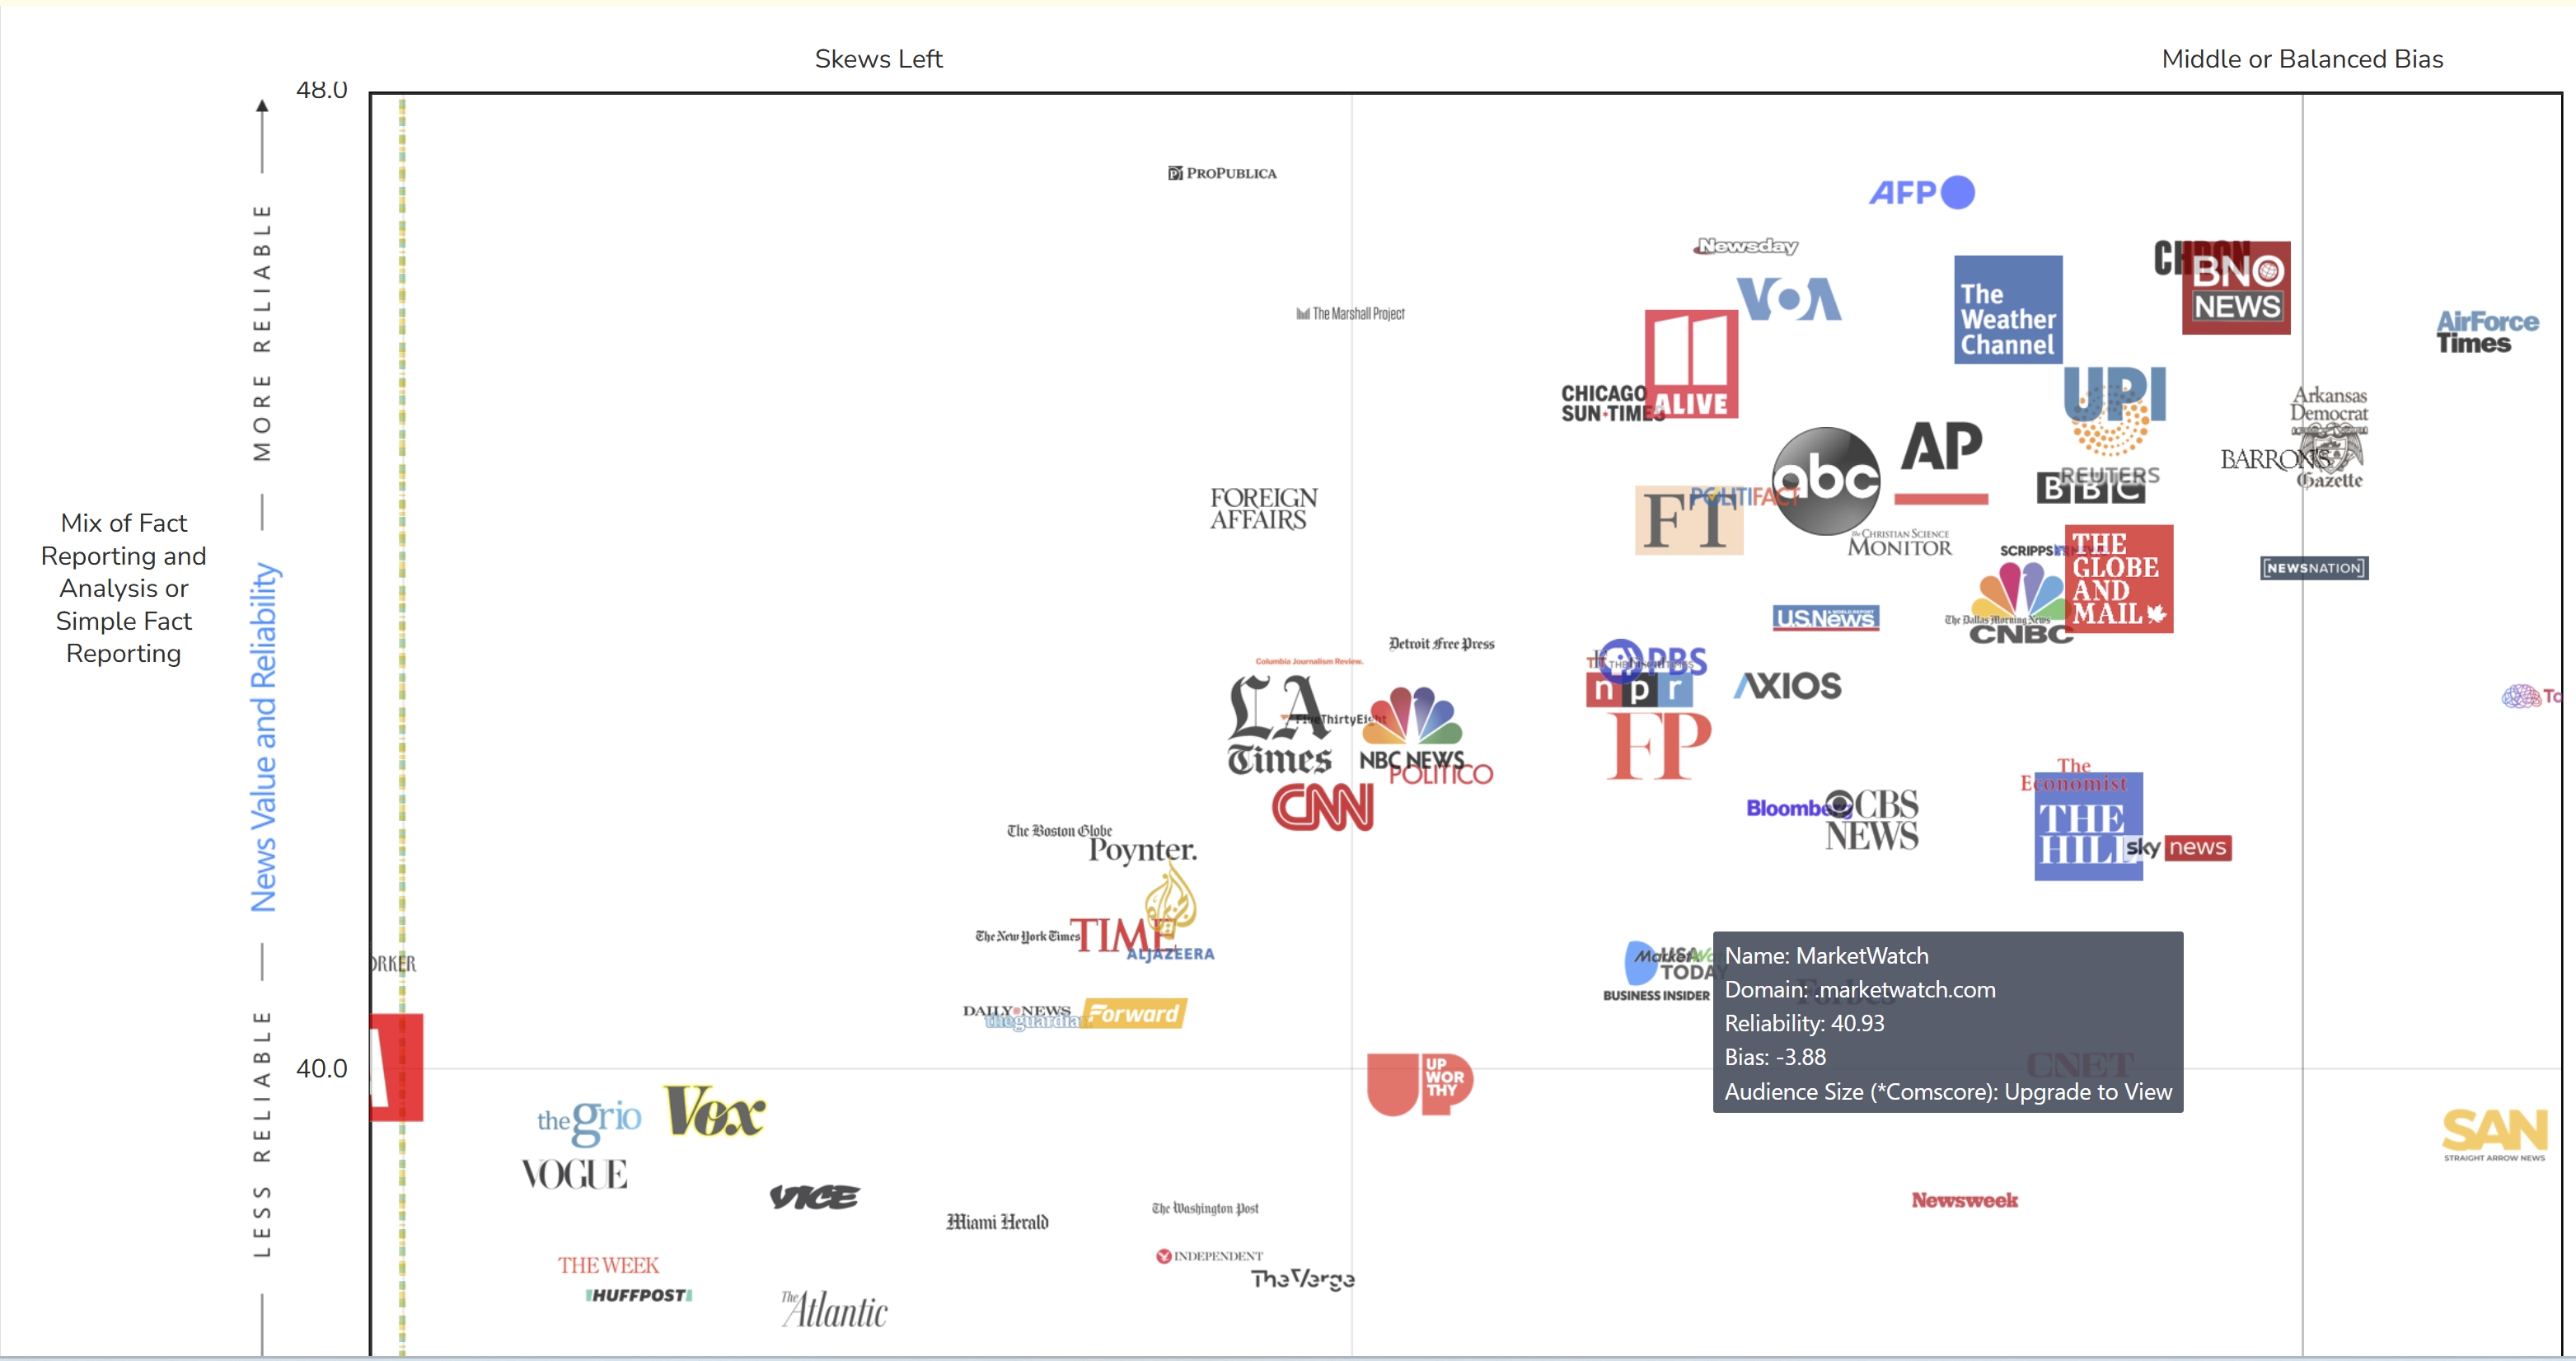 Skews Left
Middle or Balanced Bias
48.0
MORE RELIABLE
News Value and Reliability
LESS RELIABLE
Mix of Fact
Reporting and
Analysis or
Simple Fact
Reporting
40.0
PROPUBLICA
AFP
Newsday
VOA
The
Weather
Channel
BNO
NEWS
The Marshall Project
AirForce
Times
ALIVE
CHICAGO
SUN-TIMES
UPI
Arkansas
Democrat
Gazette
BARRON'S
abc
AP
REUTERS
BBC
FOREIGN
AFFAIRS
FT
POLITIFACT
The CHRISTIAN SCIENCE
MONITOR
SCRIPPS
THE
GLOBE
AND
MAIL
[NEWSNATION]
U.S.News
The Dallas Morning News
CNBC
Detroit Free Press
Columbia Journalism Review.
PBS
npr
AXIOS
LA
Times
FiveThirtyEight
NBC NEWS
POLITICO
FP
CNN
The
Economist
THE
HILL
sky news
Bloomberg
CBS
NEWS
The Boston Globe
Poynter.
The New York Times
TIME
ALJAZEERA
ORKER
USA
TODAY
MarketWa
BUSINESS INSIDER
Name: MarketWatch
Domain: .marketwatch.com
Reliability: 40.93
Bias: -3.88
Audience Size (*Comscore): Upgrade to View
Forbes
CNET
DAILY NEWS
theguardian
Forward
UP
WOR
THY
the grio
Vox
VOGUE
VICE
Miami Herald
The Washington Post
Newsweek
SAN
STRAIGHT ARROW NEWS
THE WEEK
HUFFPOST
INDEPENDENT
The Verge
The
Atlantic